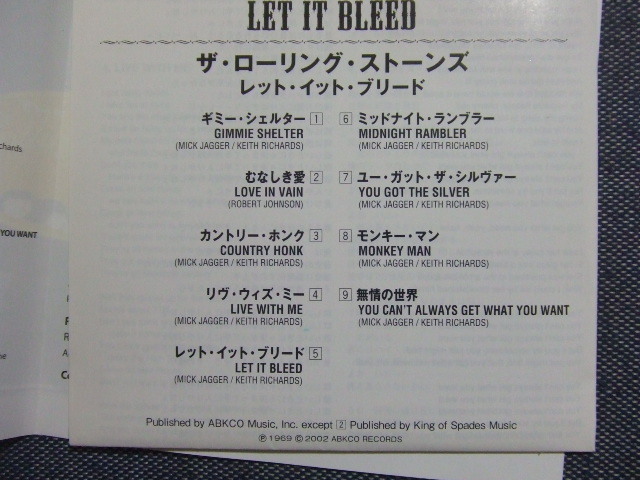 LET IT BLEED
ザ・ローリング・ストーンズ
レット・イット・ブリード
ギミー・シェルター 1
GIMMIE SHELTER
(MICK JAGGER / KEITH RICHARDS)
むなしき愛 2
LOVE IN VAIN
(ROBERT JOHNSON)
カントリー・ホンク 3
COUNTRY HONK
(MICK JAGGER / KEITH RICHARDS)
リヴ・ウィズ・ミー 4
LIVE WITH ME
(MICK JAGGER / KEITH RICHARDS)
レット・イット・ブリード 5
LET IT BLEED
(MICK JAGGER / KEITH RICHARDS)
6 ミッドナイト・ランブラー
MIDNIGHT RAMBLER
(MICK JAGGER / KEITH RICHARDS)
7 ユー・ガット・ザ・シルヴァー
YOU GOT THE SILVER
(MICK JAGGER / KEITH RICHARDS)
8 モンキー・マン
MONKEY MAN
(MICK JAGGER / KEITH RICHARDS)
9 無情の世界
YOU CAN'T ALWAYS GET WHAT YOU WANT
(MICK JAGGER / KEITH RICHARDS)
Published by ABKCO Music, Inc. except 2 Published by King of Spades Music
Ⓟ 1969 © 2002 ABKCO RECORDS
YOU WANT